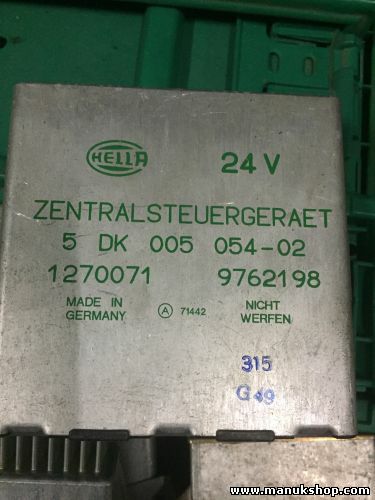 HELLA 24 V
ZENTRALSTEUERGERAET
5 DK 005 054-02
1270071 9762198
MADE IN GERMANY A 71442 NICHT WERFEN
315
G49
www.manukshop.com